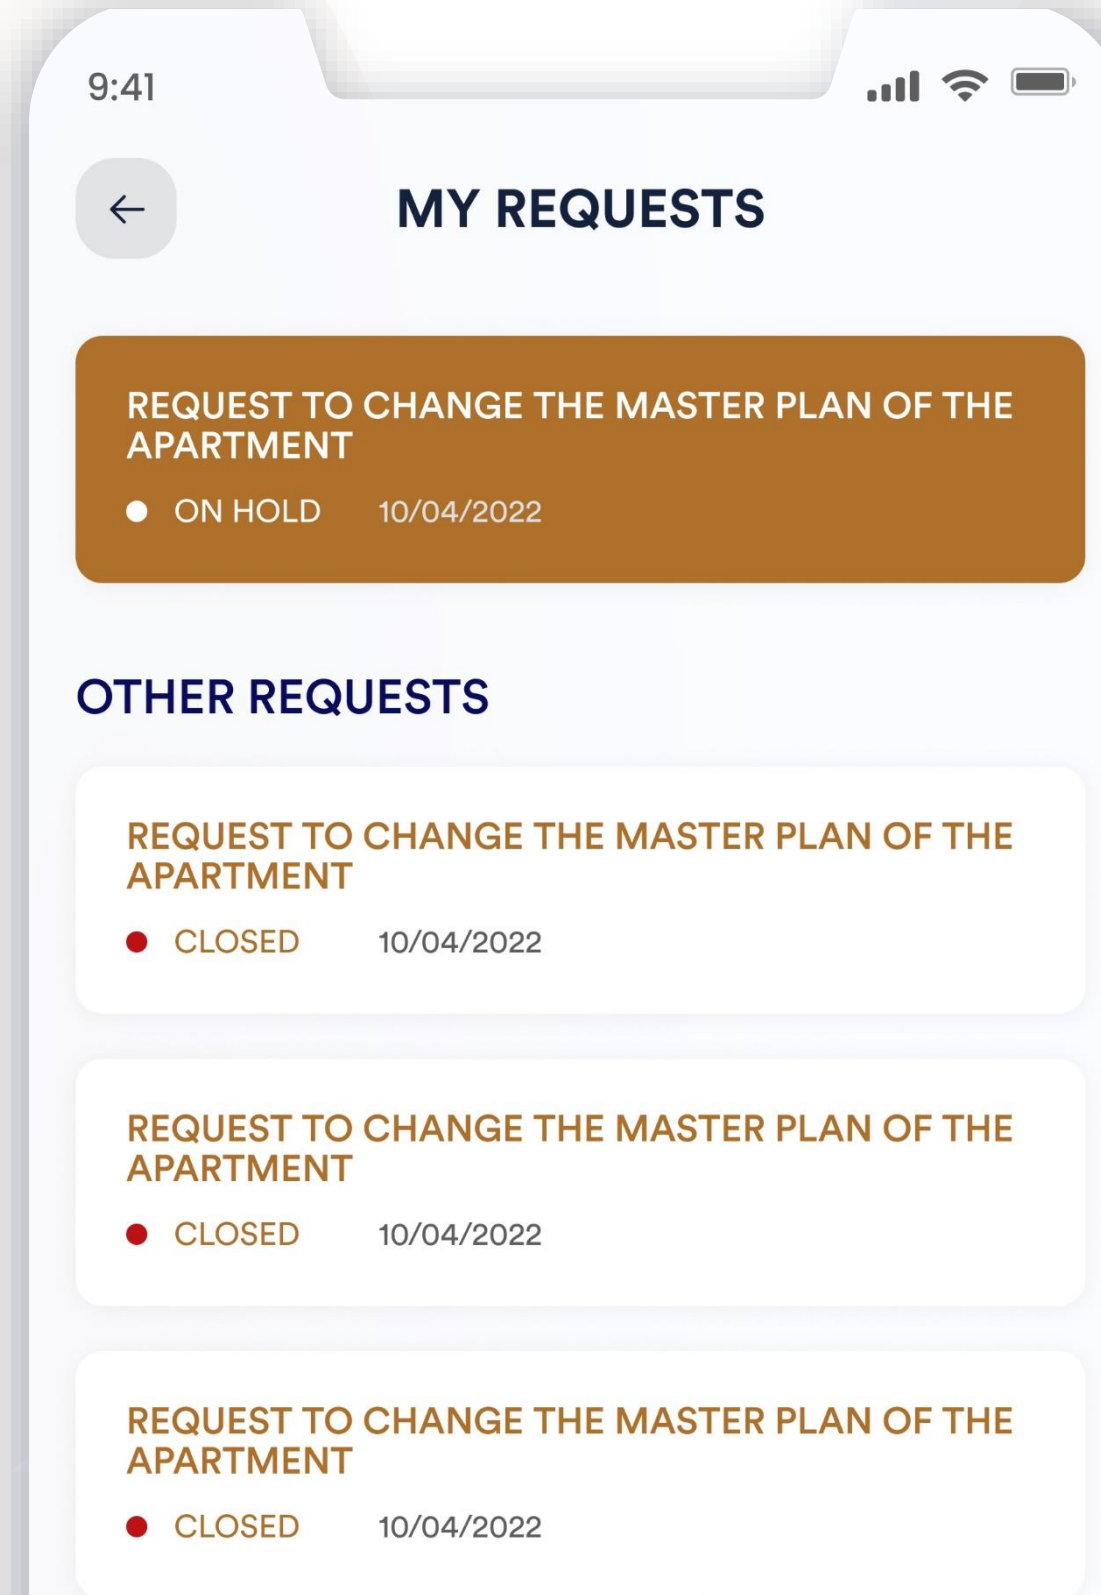 9:41
MY REQUESTS
REQUEST TO CHANGE THE MASTER PLAN OF THE
APARTMENT
ON HOLD 10/04/2022
OTHER REQUESTS
REQUEST TO CHANGE THE MASTER PLAN OF THE
APARTMENT
CLOSED 10/04/2022
REQUEST TO CHANGE THE MASTER PLAN OF THE
APARTMENT
CLOSED 10/04/2022
REQUEST TO CHANGE THE MASTER PLAN OF THE
APARTMENT
CLOSED 10/04/2022